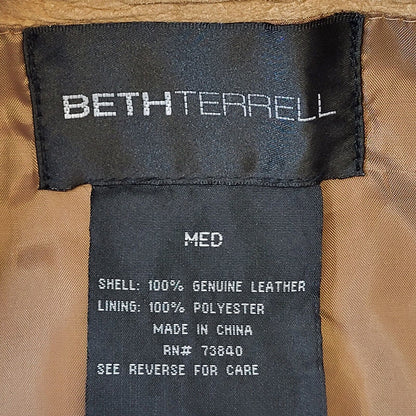 BETHTERRELL
MED
SHELL: 100% GENUINE LEATHER
LINING: 100% POLYESTER
MADE IN CHINA
RN# 73840
SEE REVERSE FOR CARE